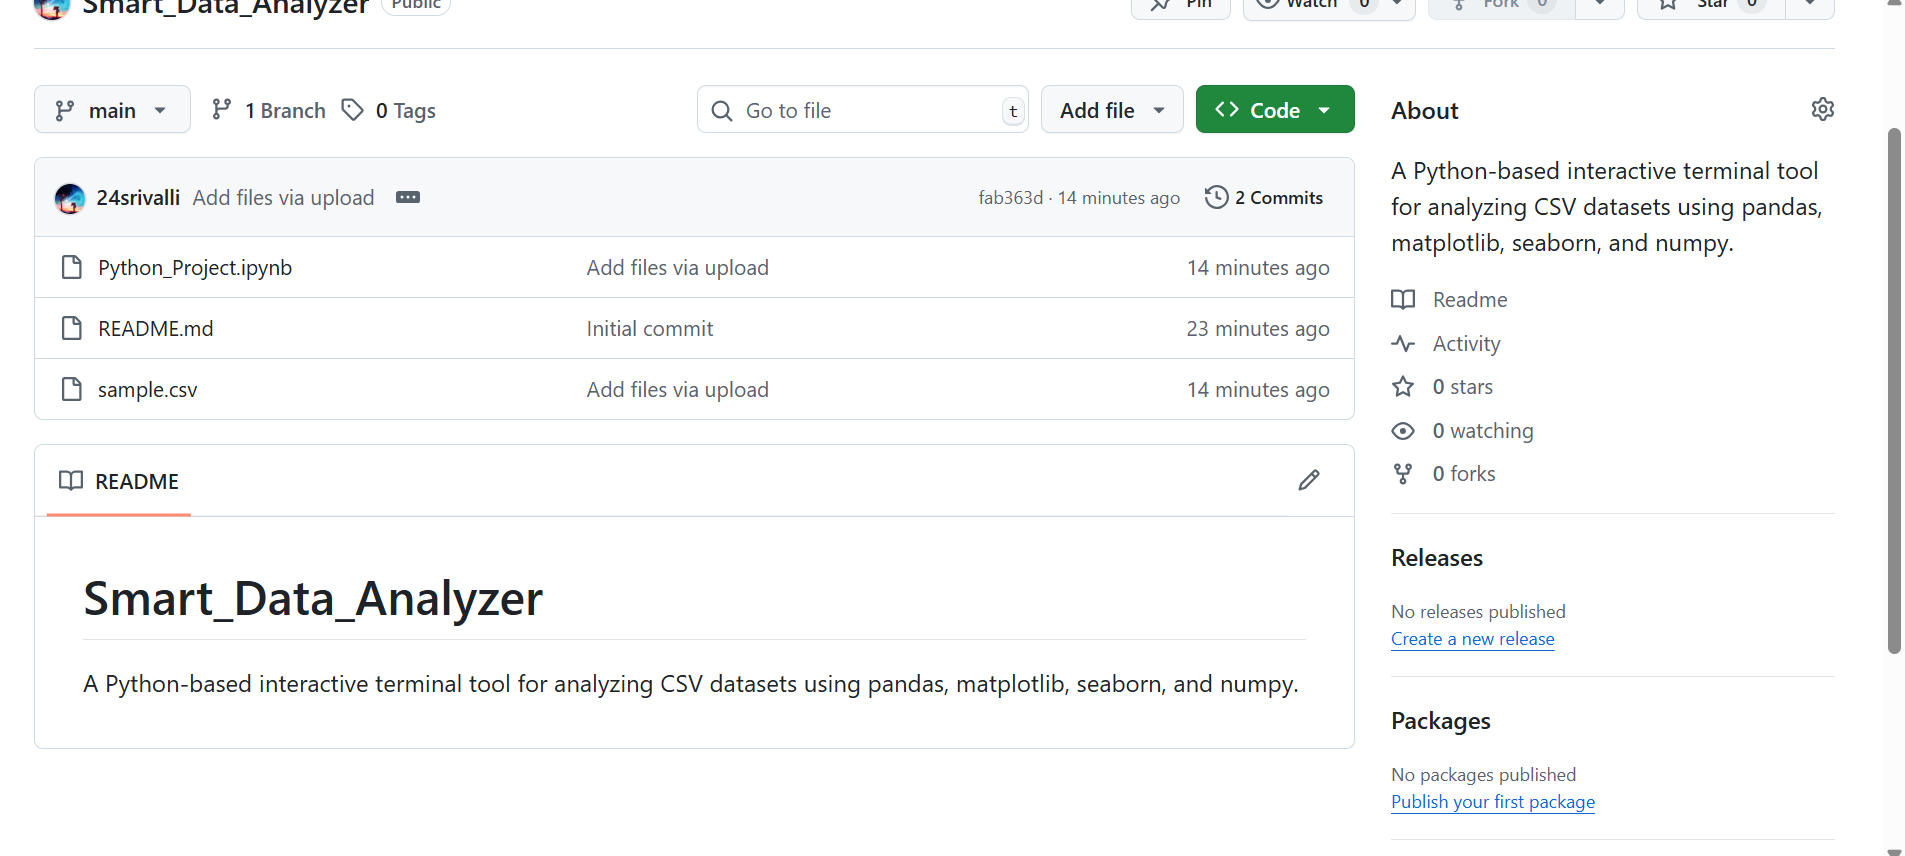 Smart_Data_Analyzer Public
Pin Watch 0 Fork 0 Star 0
main 1 Branch 0 Tags Go to file t Add file Code
24srivalli Add files via upload fab363d · 14 minutes ago 2 Commits
Python_Project.ipynb Add files via upload 14 minutes ago
README.md Initial commit 23 minutes ago
sample.csv Add files via upload 14 minutes ago
README
Smart_Data_Analyzer
A Python-based interactive terminal tool for analyzing CSV datasets using pandas, matplotlib, seaborn, and numpy.
About
A Python-based interactive terminal tool
for analyzing CSV datasets using pandas,
matplotlib, seaborn, and numpy.
Readme
Activity
0 stars
0 watching
0 forks
Releases
No releases published
Create a new release
Packages
No packages published
Publish your first package